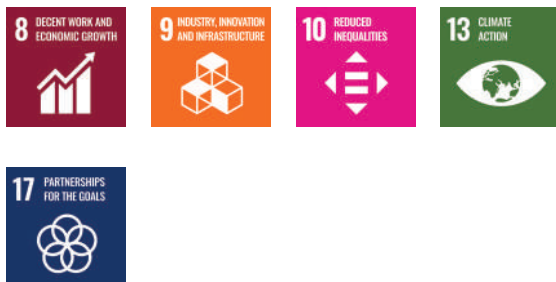 8 DECENT WORK AND
ECONOMIC GROWTH
9 INDUSTRY, INNOVATION
AND INFRASTRUCTURE
10 REDUCED
INEQUALITIES
13 CLIMATE
ACTION
17 PARTNERSHIPS
FOR THE GOALS